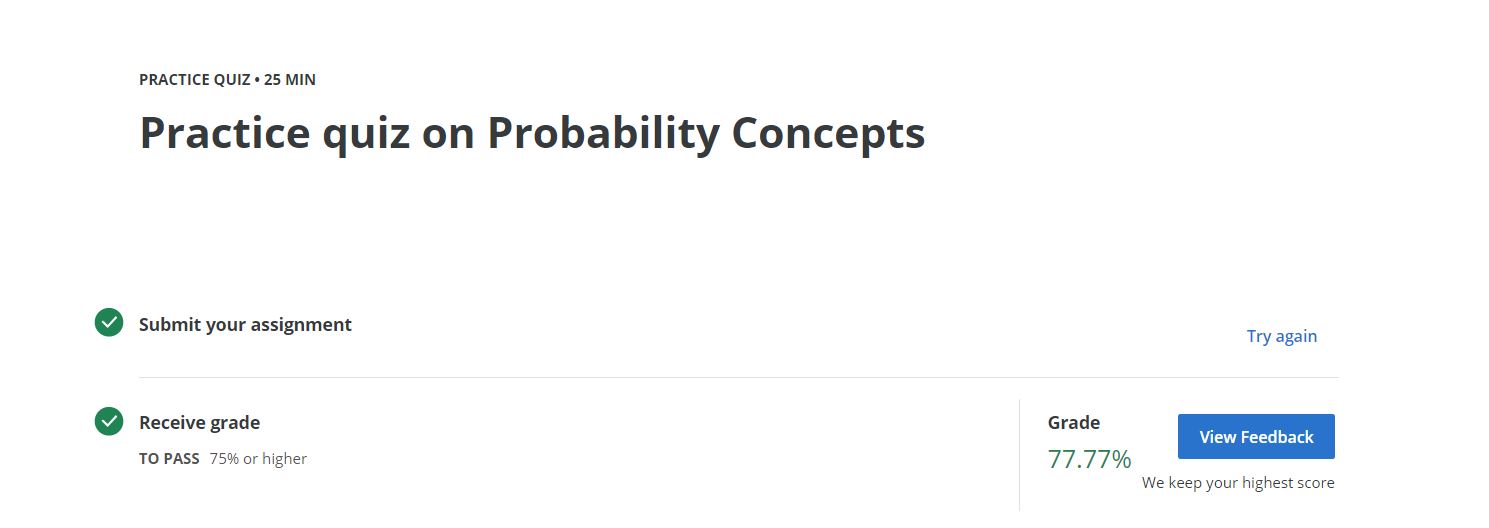 PRACTICE QUIZ • 25 MIN
Practice quiz on Probability Concepts
Submit your assignment
Try again
Receive grade
TO PASS 75% or higher
Grade
77.77%
View Feedback
We keep your highest score